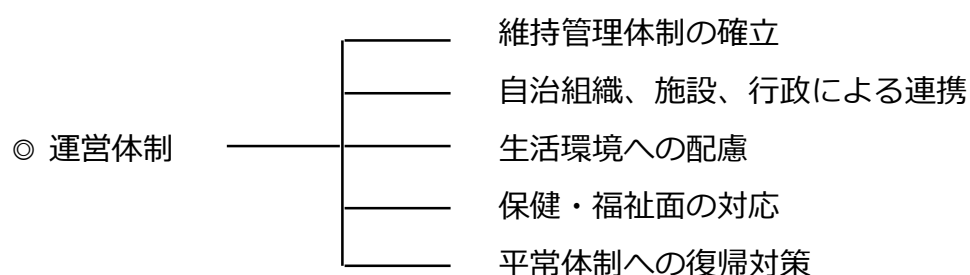 維持管理体制の確立
自治組織、施設、行政による連携
◎ 運営体制
生活環境への配慮
保健・福祉面の対応
平常体制への復帰対策